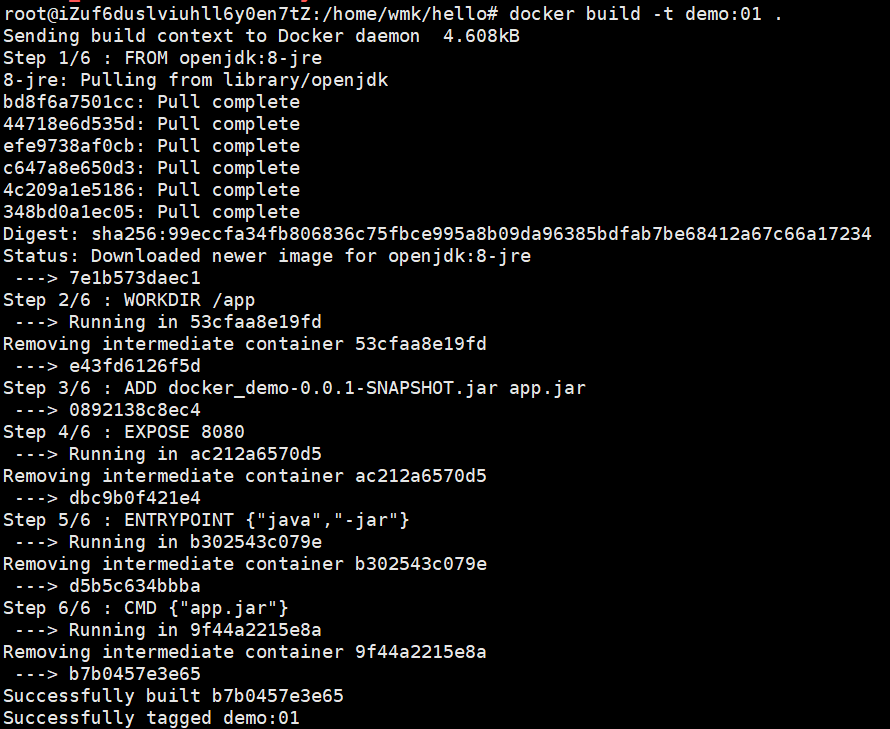 root@iZuf6duslviuhll6y0en7tZ:/home/wmk/hello# docker build -t demo:01 .
Sending build context to Docker daemon  4.608kB
Step 1/6 : FROM openjdk:8-jre
8-jre: Pulling from library/openjdk
bd8f6a7501cc: Pull complete
44718e6d535d: Pull complete
efe9738af0cb: Pull complete
c647a8e650d3: Pull complete
4c209a1e5186: Pull complete
348bd0a1ec05: Pull complete
Digest: sha256:99eccfa34fb806836c75fbce995a8b09da96385bdfab7be68412a67c66a17234
Status: Downloaded newer image for openjdk:8-jre
 ---> 7e1b573daec1
Step 2/6 : WORKDIR /app
 ---> Running in 53cfaa8e19fd
Removing intermediate container 53cfaa8e19fd
 ---> e43fd6126f5d
Step 3/6 : ADD docker_demo-0.0.1-SNAPSHOT.jar app.jar
 ---> 0892138c8ec4
Step 4/6 : EXPOSE 8080
 ---> Running in ac212a6570d5
Removing intermediate container ac212a6570d5
 ---> dbc9b0f421e4
Step 5/6 : ENTRYPOINT {"java","-jar"}
 ---> Running in b302543c079e
Removing intermediate container b302543c079e
 ---> d5b5c634bbba
Step 6/6 : CMD {"app.jar"}
 ---> Running in 9f44a2215e8a
Removing intermediate container 9f44a2215e8a
 ---> b7b0457e3e65
Successfully built b7b0457e3e65
Successfully tagged demo:01